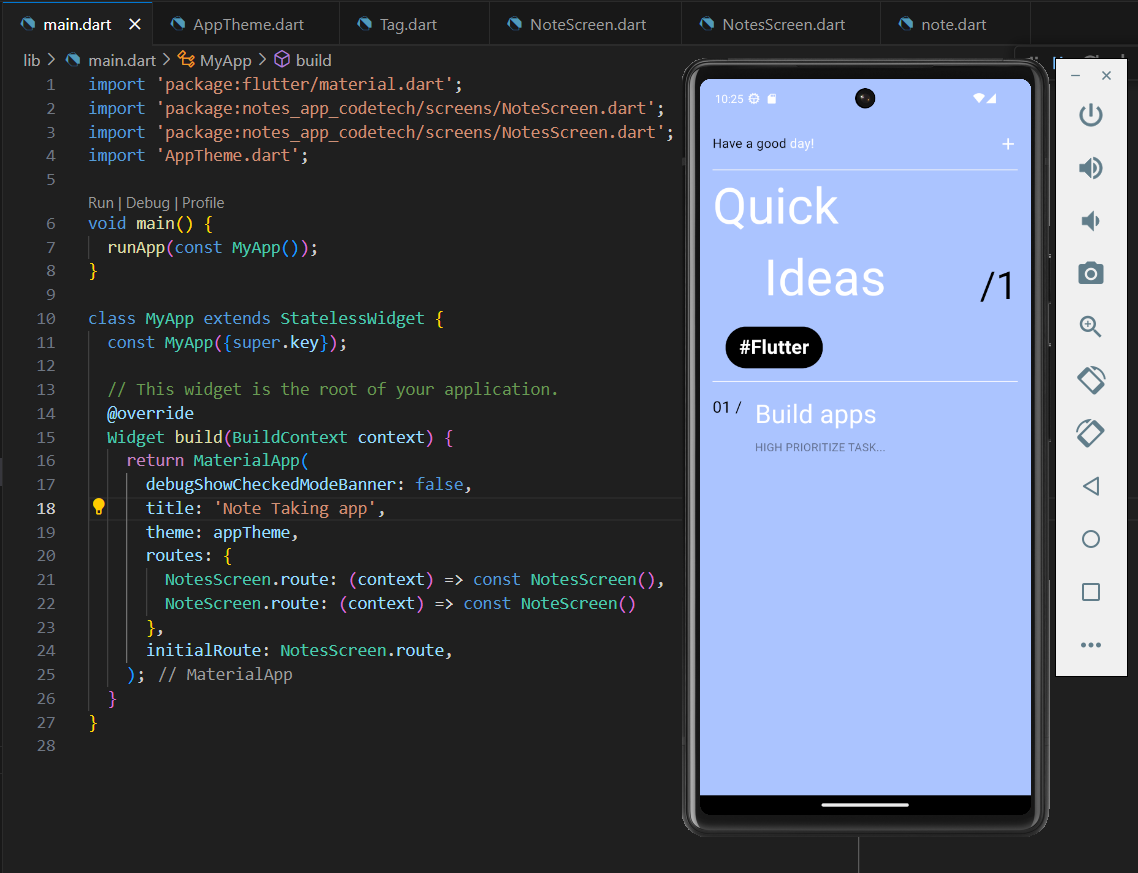 main.dart AppTheme.dart Tag.dart NoteScreen.dart NotesScreen.dart note.dart
lib > main.dart > MyApp > build
1 import 'package:flutter/material.dart';
2 import 'package:notes_app_codetech/screens/NoteScreen.dart';
3 import 'package:notes_app_codetech/screens/NotesScreen.dart';
4 import 'AppTheme.dart';
5
Run | Debug | Profile
6 void main() {
7 runApp(const MyApp());
8 }
9
10 class MyApp extends StatelessWidget {
11 const MyApp({super.key});
12
13 // This widget is the root of your application.
14 @override
15 Widget build(BuildContext context) {
16 return MaterialApp(
17 debugShowCheckedModeBanner: false,
18 title: 'Note Taking app',
19 theme: appTheme,
20 routes: {
21 NotesScreen.route: (context) => const NotesScreen(),
22 NoteScreen.route: (context) => const NoteScreen()
23 },
24 initialRoute: NotesScreen.route,
25 ); // MaterialApp
26 }
27 }
28
10:25
Have a good day! +
Quick
Ideas /1
#Flutter
01 / Build apps
HIGH PRIORITIZE TASK...